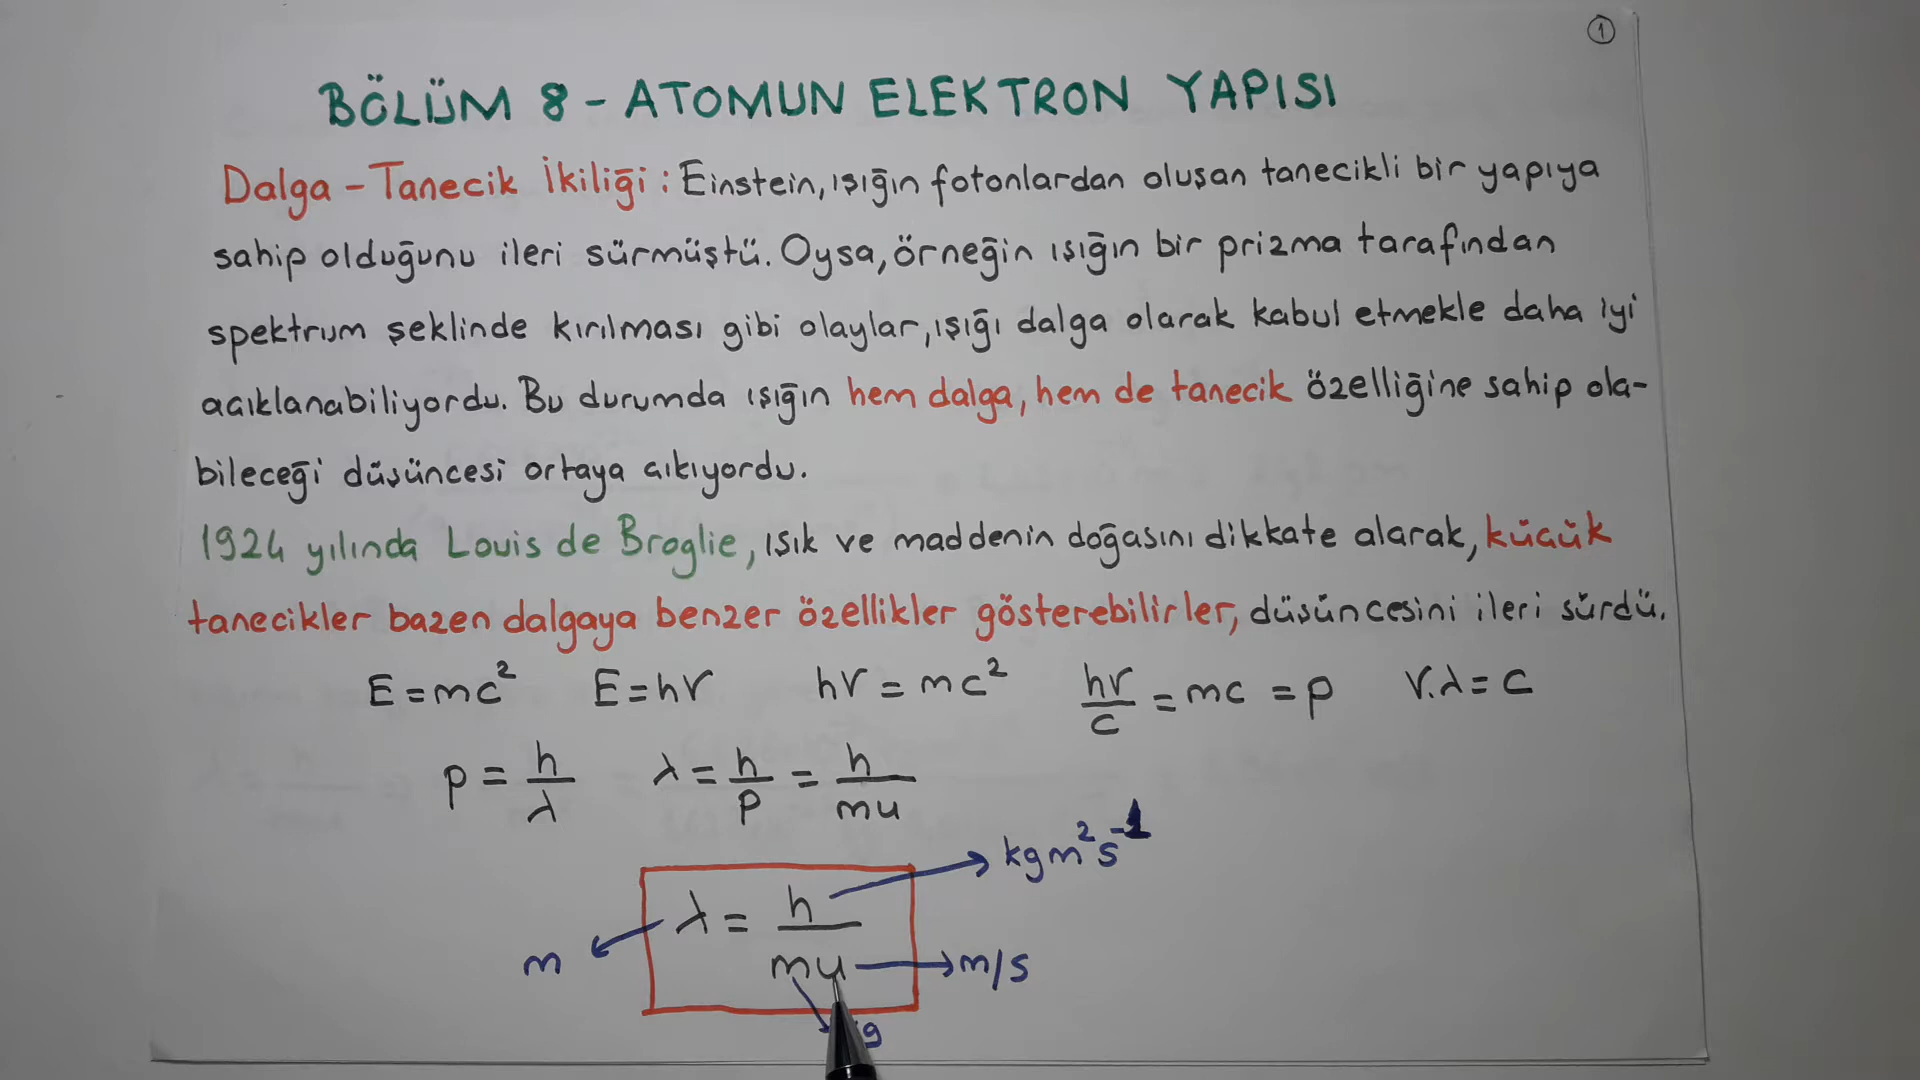 1
BÖLÜM 8 - ATOMUN ELEKTRON YAPISI
Dalga - Tanecik İkiliği : Einstein, ışığın fotonlardan oluşan tanecikli bir yapıya
sahip olduğunu ileri sürmüştü. Oysa, örneğin ışığın bir prizma tarafından
spektrum şeklinde kırılması gibi olaylar, ışığı dalga olarak kabul etmekle daha iyi
açıklanabiliyordu. Bu durumda ışığın hem dalga, hem de tanecik özelliğine sahip ola-
bileceği düşüncesi ortaya çıkıyordu.
1924 yılında Louis de Broglie, ışık ve maddenin doğasını dikkate alarak, küçük
tanecikler bazen dalgaya benzer özellikler gösterebilirler, düşüncesini ileri sürdü.
E = mc² E = hν hν = mc² hν/c = mc = p ν.λ = c
p = h/λ λ = h/p = h/mu
kgm²s⁻¹
λ = h/mu
m
m/s